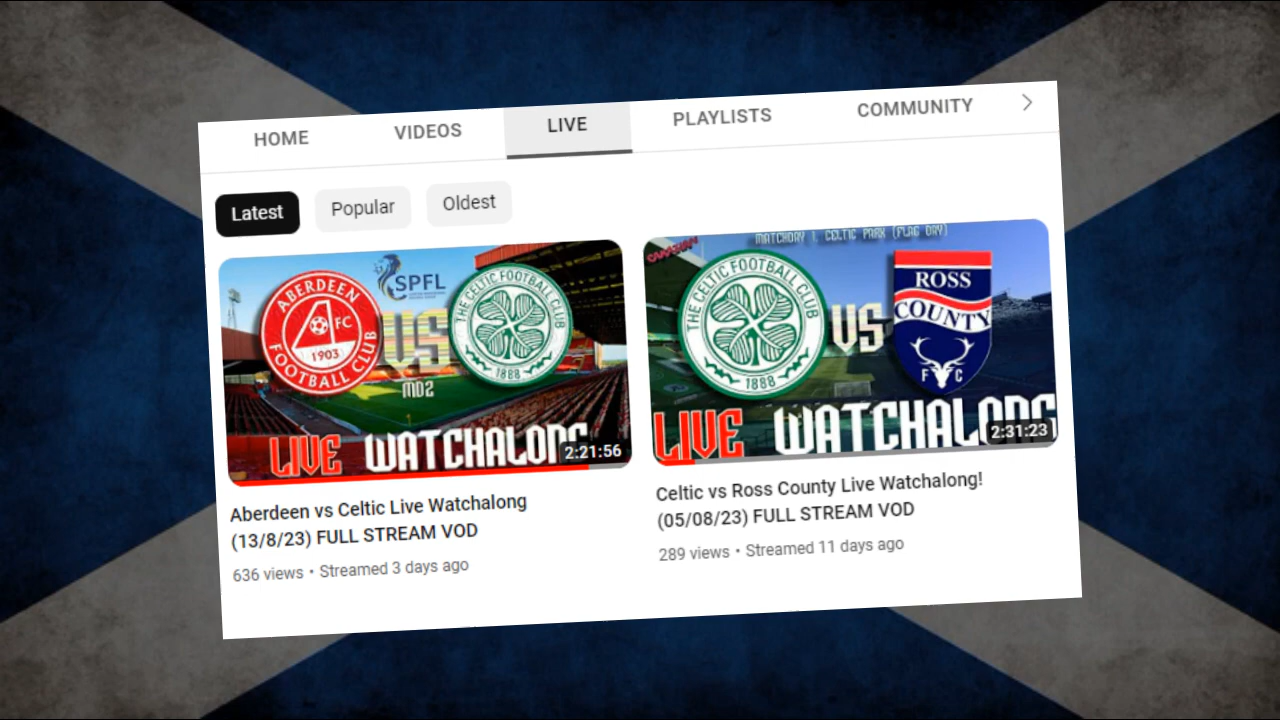 HOME
VIDEOS
LIVE
PLAYLISTS
COMMUNITY
Latest
Popular
Oldest
ABERDEEN
FC
1903
FOOTBALL CLUB
SPFL
VS
MD2
THE CELTIC FOOTBALL CLUB
1888
LIVE WATCHALONG
2:21:56
MATCHDAY 1, CELTIC PARK (FLAG DAY)
THE CELTIC FOOTBALL CLUB
1888
VS
ROSS
COUNTY
F C
LIVE WATCHALONG
2:31:23
Aberdeen vs Celtic Live Watchalong
(13/8/23) FULL STREAM VOD
636 views • Streamed 3 days ago
Celtic vs Ross County Live Watchalong!
(05/08/23) FULL STREAM VOD
289 views • Streamed 11 days ago